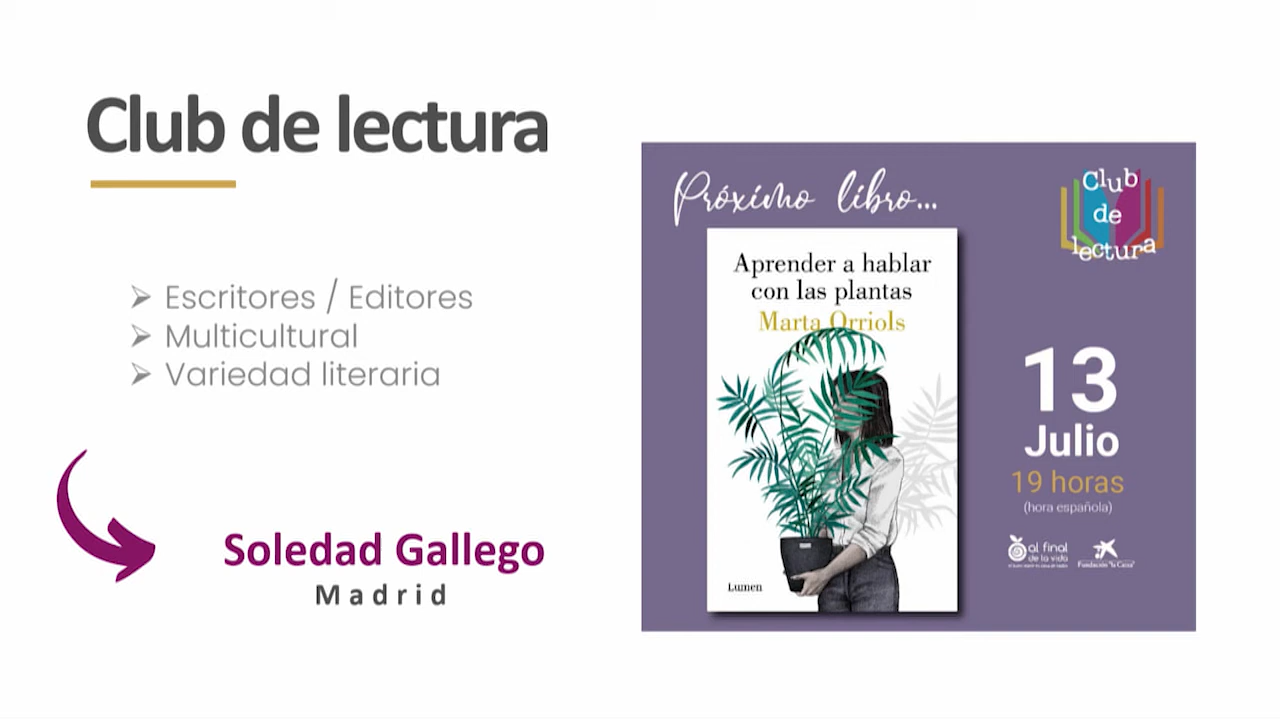 Club de lectura
Escritores / Editores
Multicultural
Variedad literaria
Soledad Gallego
Madrid
Próximo libro...
Club
de
lectura
Aprender a hablar
con las plantas
Marta Orriols
Lumen
13
Julio
19 horas
(hora española)
al final
de la vida
Fundación "la Caixa"